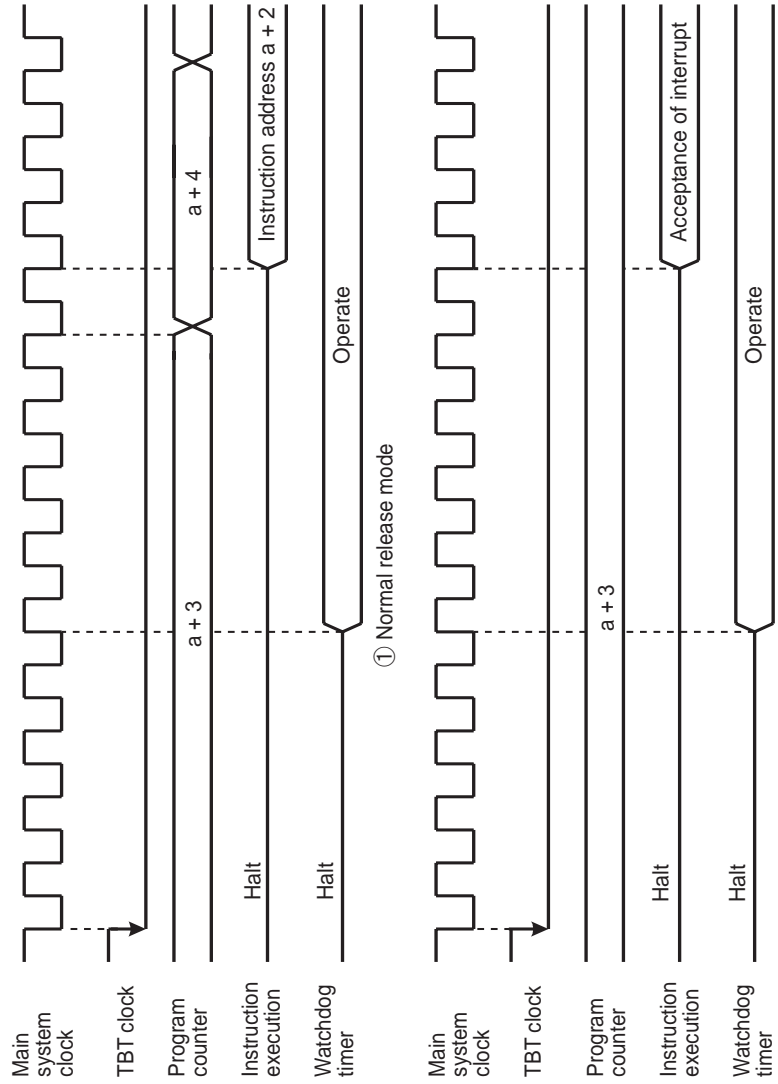 Main
system
clock
TBT clock
Program
counter
a + 3
a + 4
Instruction
execution
Halt
Instruction address a + 2
Watchdog
timer
Halt
Operate
① Normal release mode
Main
system
clock
TBT clock
Program
counter
a + 3
Instruction
execution
Halt
Acceptance of interrupt
Watchdog
timer
Halt
Operate